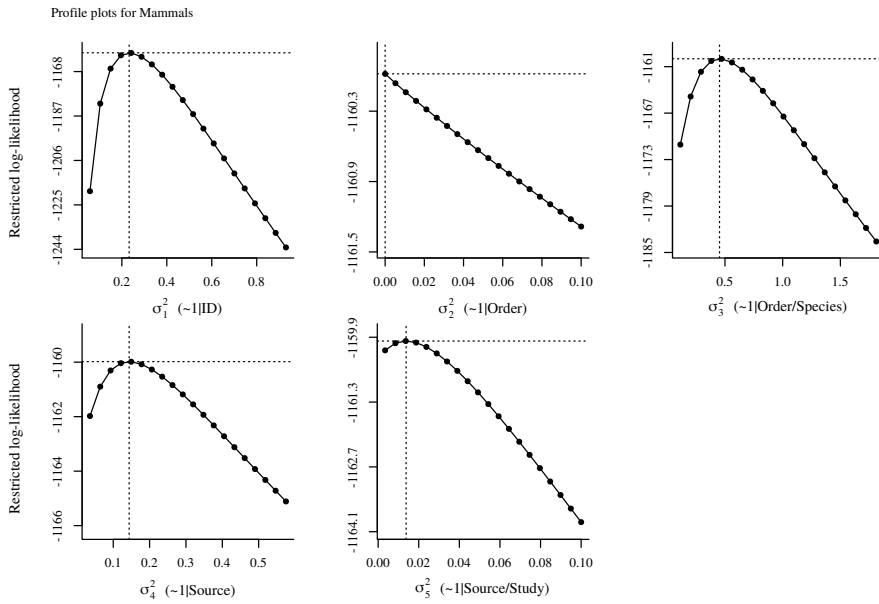 Profile plots for Mammals
Restricted log-likelihood
-1168
-1187
-1206
-1225
-1244
0.2 0.4 0.6 0.8
σ²₁ (~1|ID)
-1160.3
-1160.9
-1161.5
0.00 0.02 0.04 0.06 0.08 0.10
σ²₂ (~1|Order)
-1161
-1167
-1173
-1179
-1185
0.5 1.0 1.5
σ²₃ (~1|Order/Species)
Restricted log-likelihood
-1160
-1162
-1164
-1166
0.1 0.2 0.3 0.4 0.5
σ²₄ (~1|Source)
-1159.9
-1161.3
-1162.7
-1164.1
0.00 0.02 0.04 0.06 0.08 0.10
σ²₅ (~1|Source/Study)